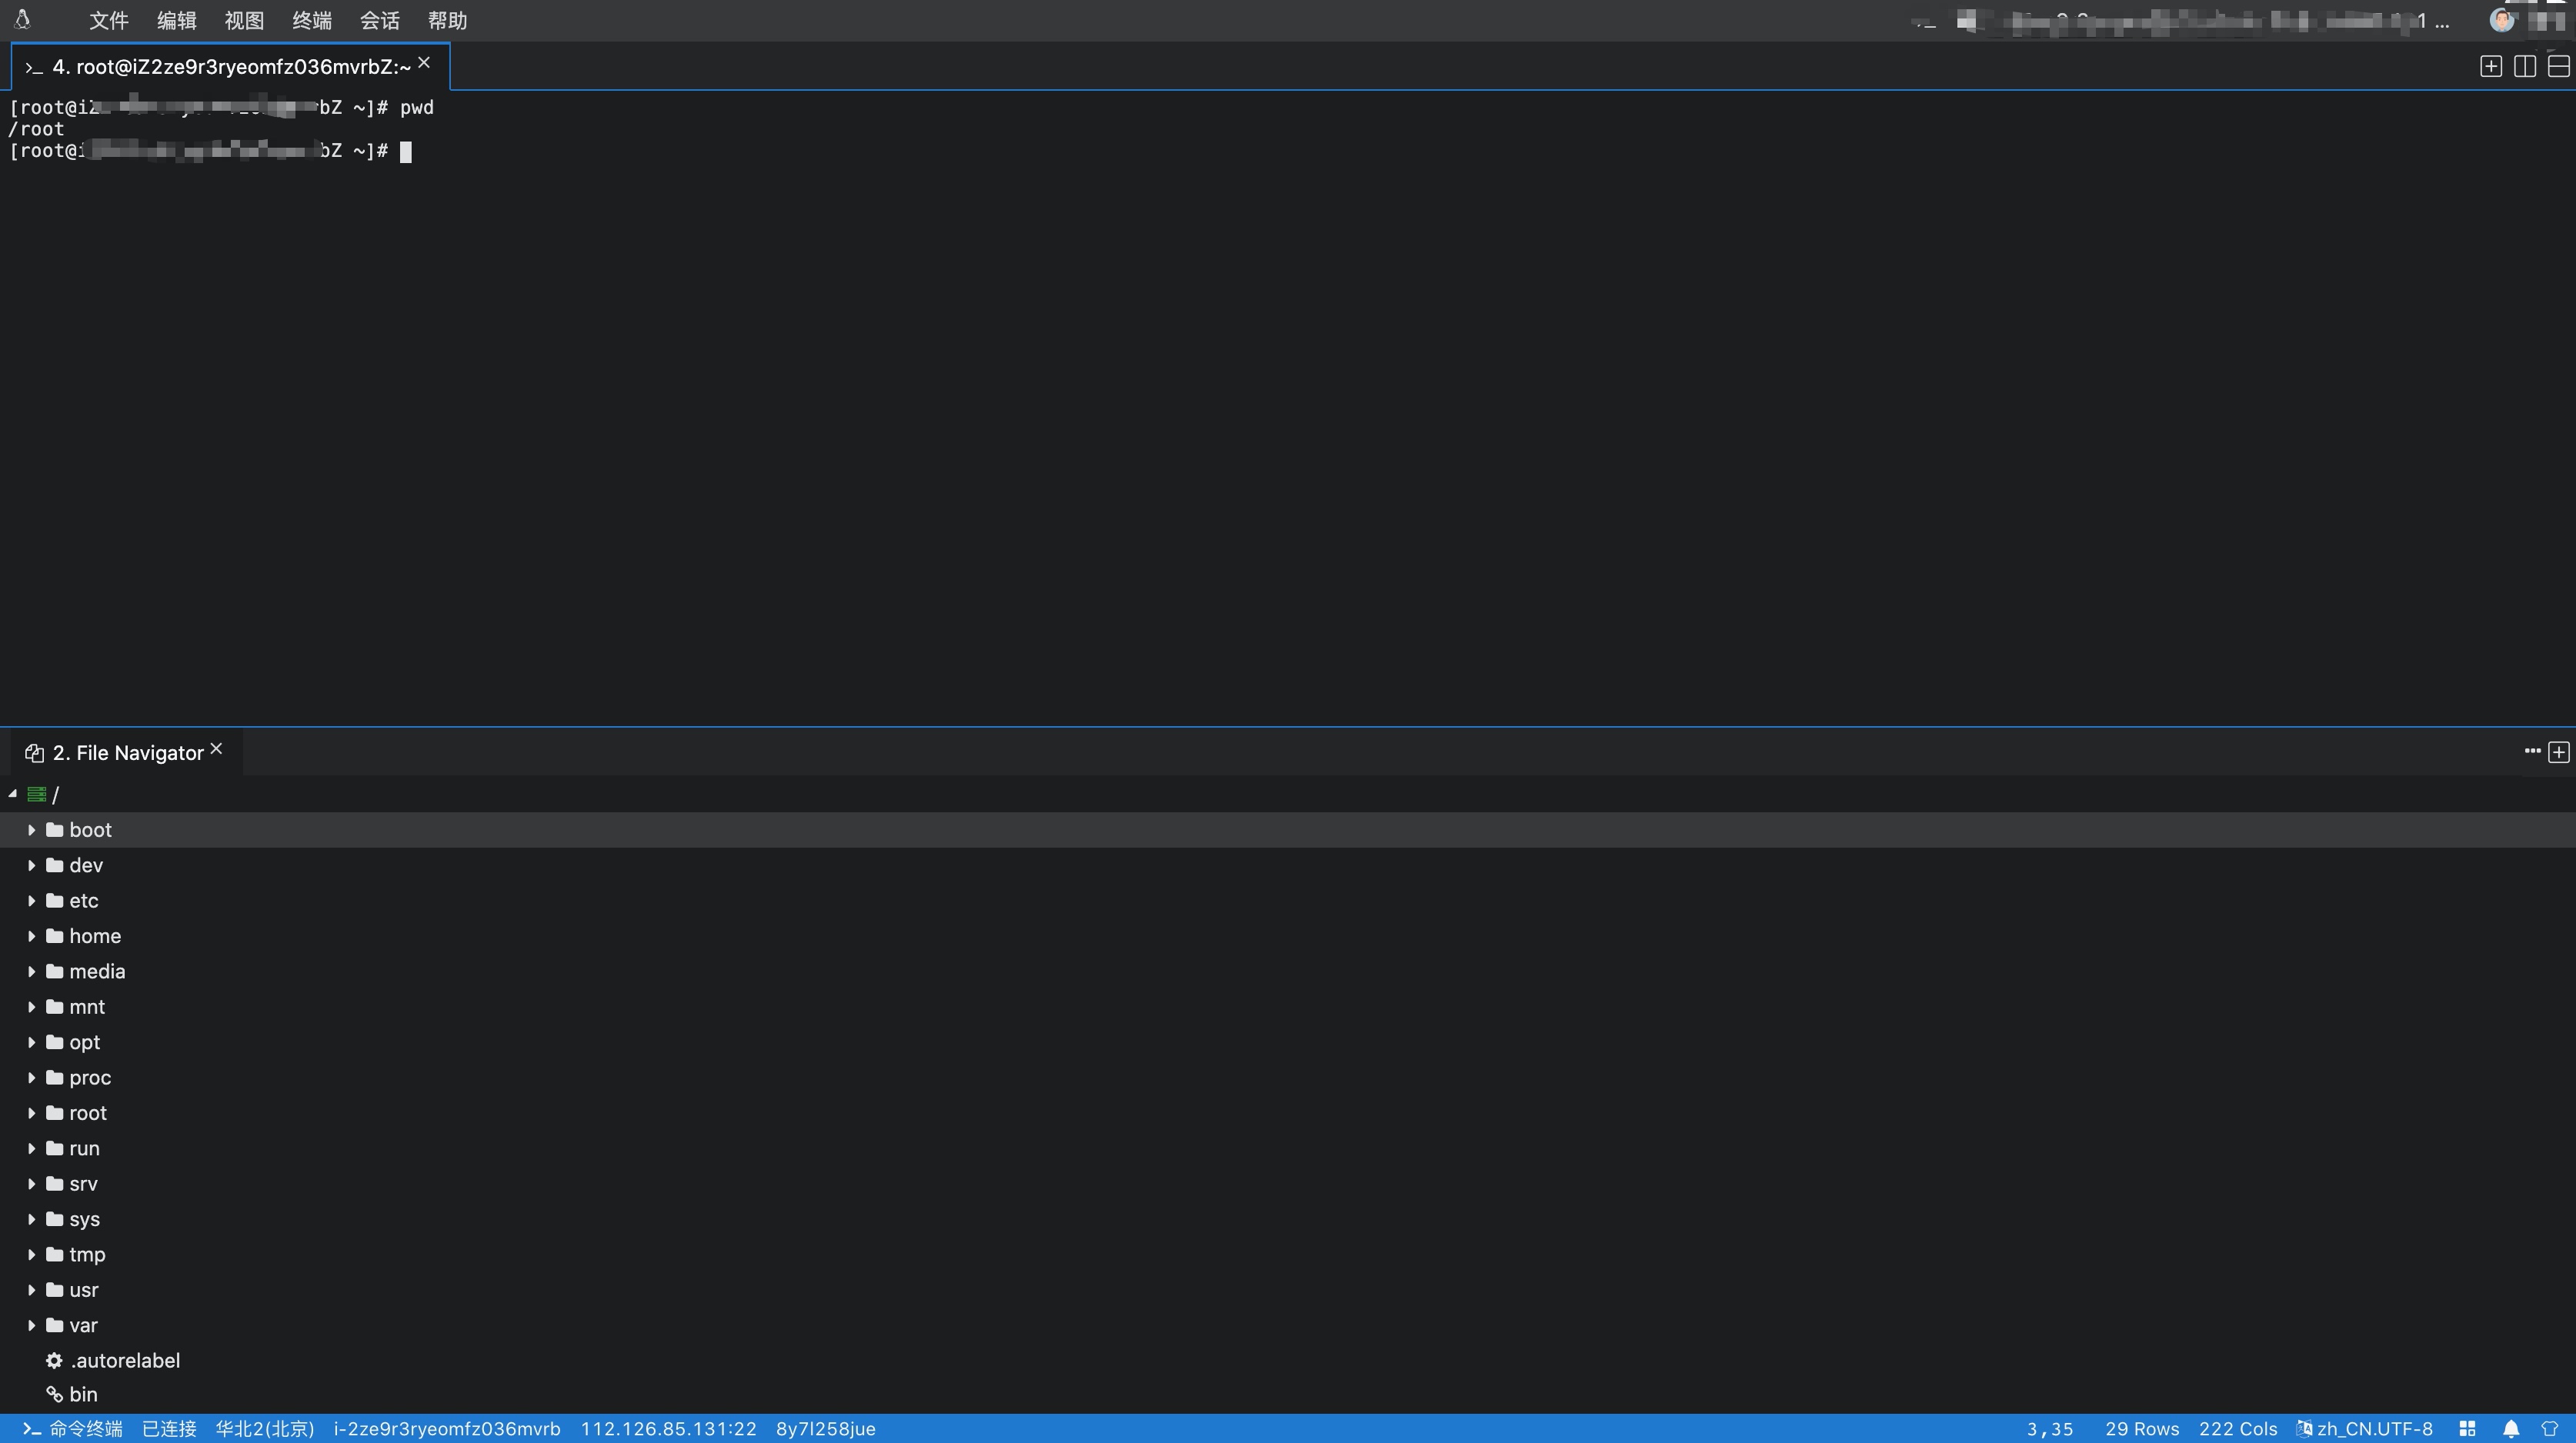 文件 编辑 视图 终端 会话 帮助
4. root@iZ2ze9r3ryeomfz036mvrbZ:~
[root@i rbZ ~]# pwd
/root
[root@i bZ ~]#
2. File Navigator
/
boot
dev
etc
home
media
mnt
opt
proc
root
run
srv
sys
tmp
usr
var
.autorelabel
bin
命令终端 已连接 华北2(北京) i-2ze9r3ryeomfz036mvrb 112.126.85.131:22 8y7l258jue 3,35 29 Rows 222 Cols zh_CN.UTF-8